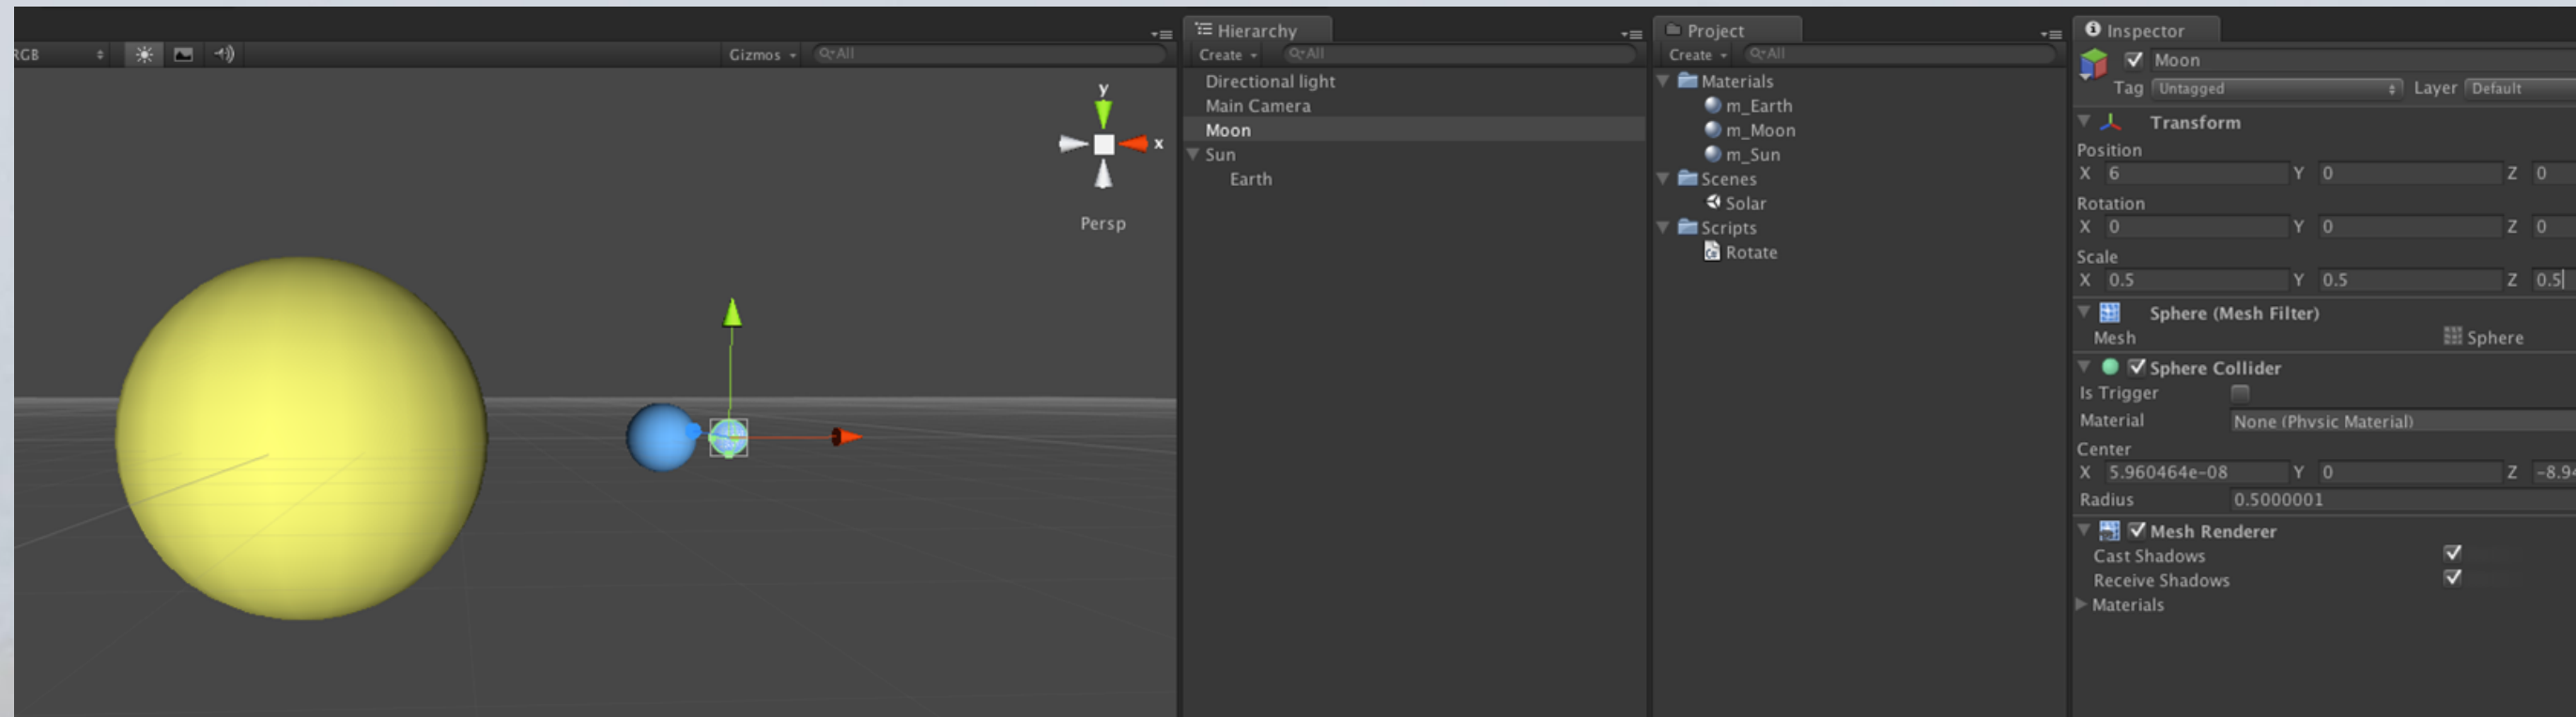 RGB
Gizmos
All
y
x
Persp
Hierarchy
Create
All
Directional light
Main Camera
Moon
Sun
Earth
Project
Create
All
Materials
m_Earth
m_Moon
m_Sun
Scenes
Solar
Scripts
Rotate
Inspector
Moon
Tag Untagged Layer Default
Transform
Position
X 6 Y 0 Z 0
Rotation
X 0 Y 0 Z 0
Scale
X 0.5 Y 0.5 Z 0.5
Sphere (Mesh Filter)
Mesh Sphere
Sphere Collider
Is Trigger
Material None (Physic Material)
Center
X 5.960464e-08 Y 0 Z -8.94
Radius 0.5000001
Mesh Renderer
Cast Shadows
Receive Shadows
Materials